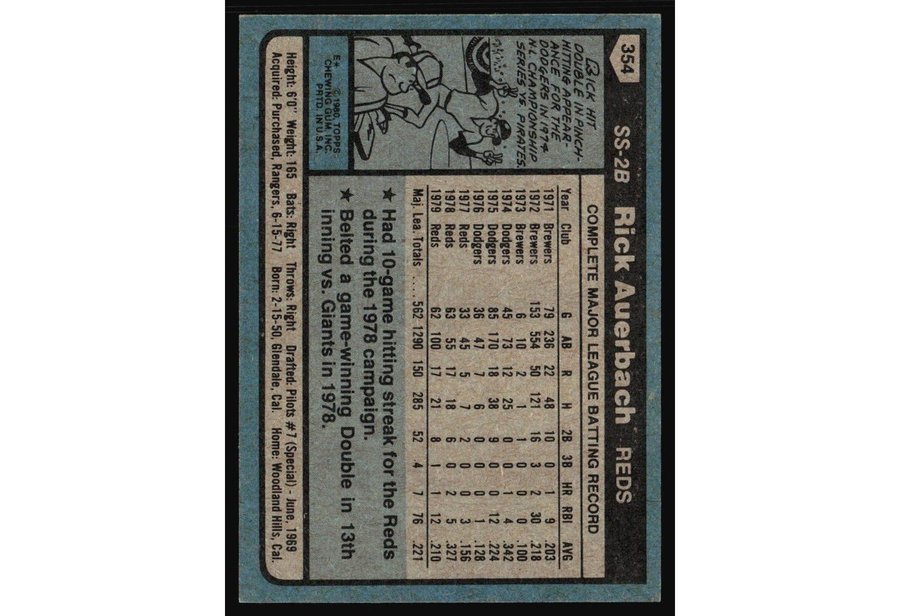 354 SS-2B Rick Auerbach REDS
RICK HIT
DOUBLE IN PINCH-
HITTING APPEAR-
ANCE FOR THE
DODGERS IN 1974
N.L. CHAMPIONSHIP
SERIES VS. PIRATES.
E* © 1980 TOPPS
CHEWING GUM, INC.
PRTD. IN U.S.A.
COMPLETE MAJOR LEAGUE BATTING RECORD
Year Club G AB R H 2B 3B HR RBI AVG
1971 Brewers 79 236 22 48 10 0 1 9 .203
1972 Brewers 153 554 50 121 16 3 2 30 .218
1973 Brewers 6 10 2 1 1 0 0 0 .100
1974 Dodgers 45 73 12 25 0 0 1 4 .342
1975 Dodgers 85 170 18 38 9 0 0 12 .224
1976 Dodgers 36 47 7 6 0 0 0 1 .128
1977 Reds 33 45 5 7 2 0 0 3 .156
1978 Reds 63 55 17 18 6 0 2 5 .327
1979 Reds 62 100 17 21 8 1 1 12 .210
Maj. Lea. Totals ..... 562 1290 150 285 52 4 7 76 .221
★ Had 10-game hitting streak for the Reds
during the 1978 campaign.
★ Belted a game-winning Double in 13th
inning vs. Giants in 1978.
Height: 6'0" Weight: 165 Bats: Right Throws: Right Drafted: Pilots #7 (Special) - June, 1969
Acquired: Purchased, Rangers, 6-15-77 Born: 2-15-50, Glendale, Cal. Home: Woodland Hills, Cal.